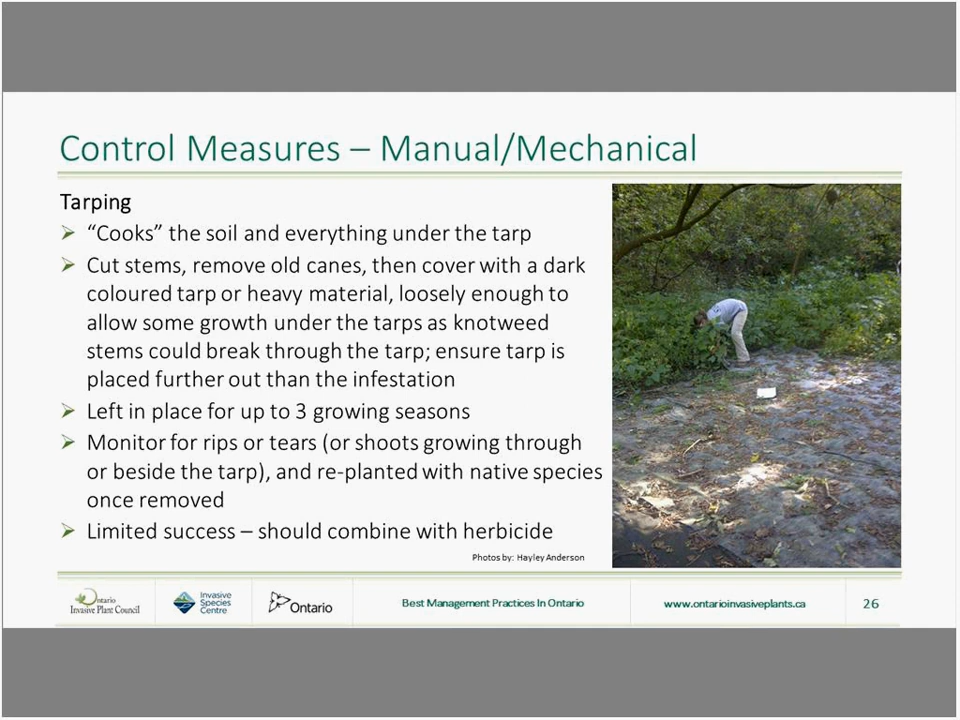 Control Measures – Manual/Mechanical
Tarping
➢ “Cooks” the soil and everything under the tarp
➢ Cut stems, remove old canes, then cover with a dark
coloured tarp or heavy material, loosely enough to
allow some growth under the tarps as knotweed
stems could break through the tarp; ensure tarp is
placed further out than the infestation
➢ Left in place for up to 3 growing seasons
➢ Monitor for rips or tears (or shoots growing through
or beside the tarp), and re-planted with native species
once removed
➢ Limited success – should combine with herbicide
Photos by: Hayley Anderson
Ontario
Invasive Plant Council
Invasive
Species
Centre
Ontario
Best Management Practices In Ontario
www.ontarioinvasiveplants.ca
26